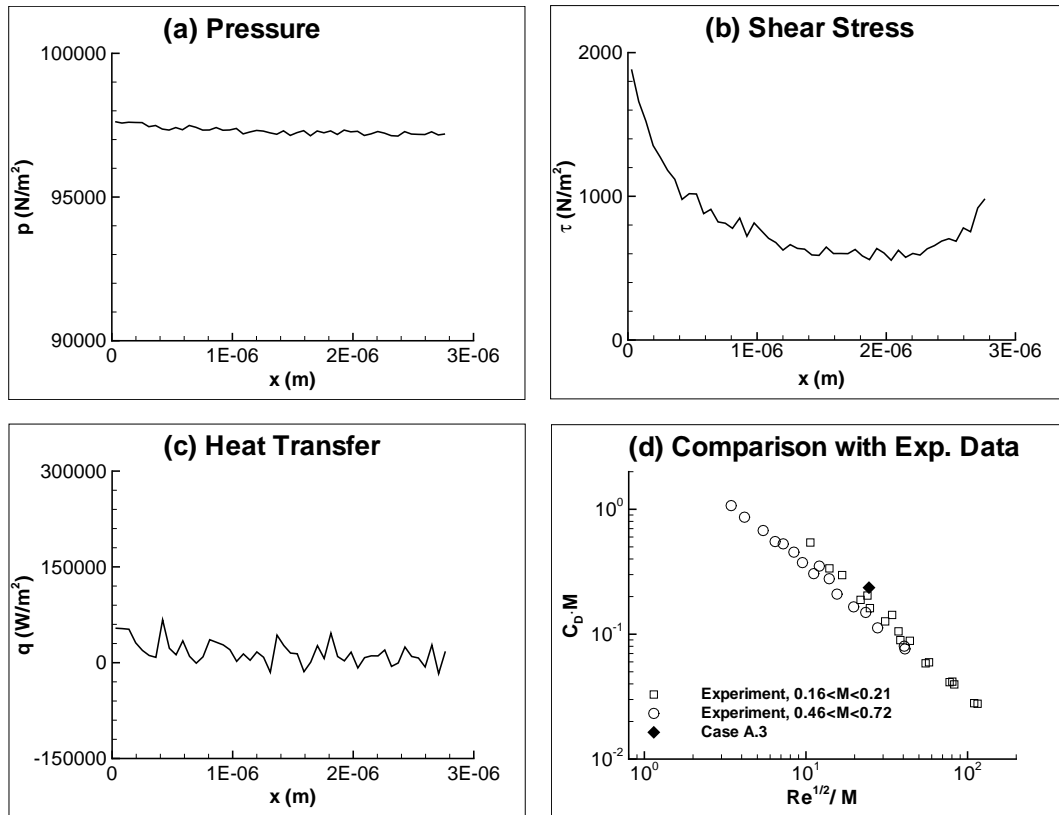 (a) Pressure
100000
95000
90000
p (N/m²)
0
1E-06
2E-06
3E-06
x (m)
(b) Shear Stress
2000
1000
0
τ (N/m²)
0
1E-06
2E-06
3E-06
x (m)
(c) Heat Transfer
300000
150000
0
-150000
q (W/m²)
0
1E-06
2E-06
3E-06
x (m)
(d) Comparison with Exp. Data
10⁰
10⁻¹
10⁻²
C_D·M
Experiment, 0.16<M<0.21
Experiment, 0.46<M<0.72
Case A.3
10⁰
10¹
10²
Re^{1/2}/ M